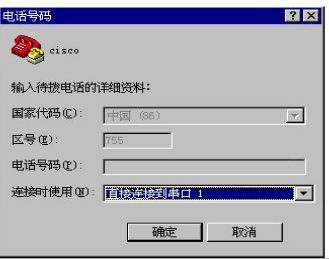 电话号码
cisco
输入待拨电话的详细资料:
国家代码(C): 中国 (86)
区号(E): 755
电话号码(P):
连接时使用(N): 直接连接到串口 1
确定 取消